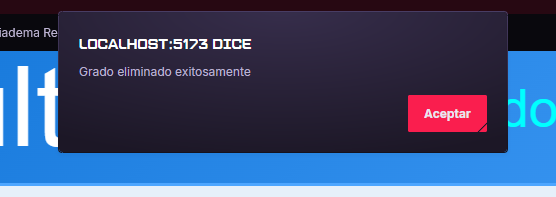 LOCALHOST:5173 DICE
Grado eliminado exitosamente
Aceptar